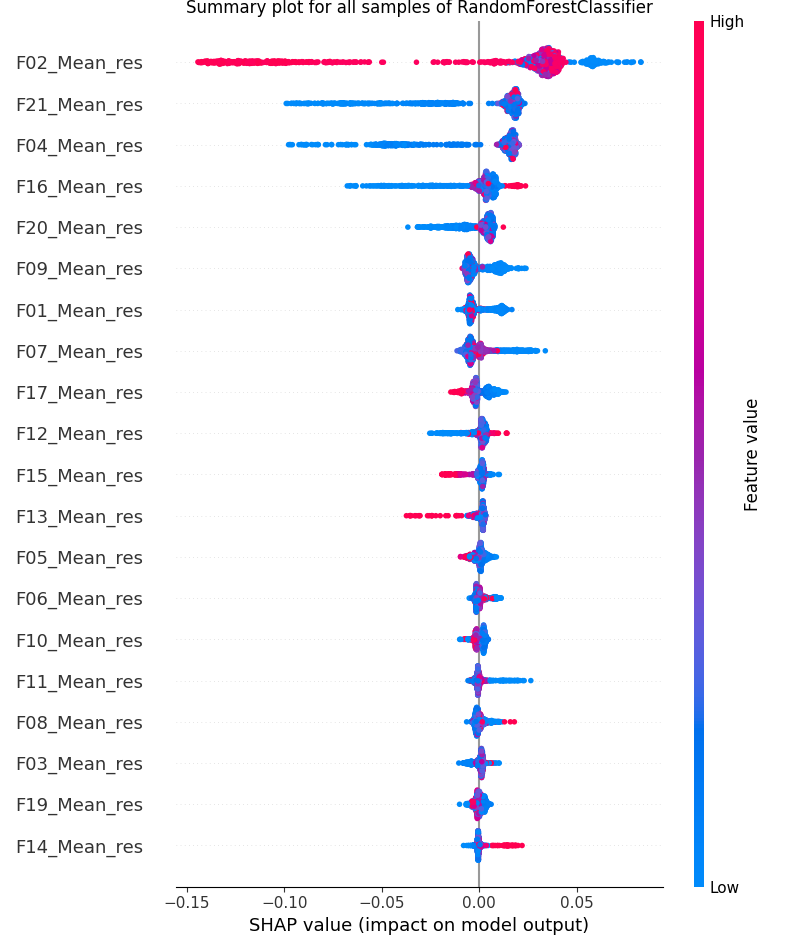 Summary plot for all samples of RandomForestClassifier
High
F02_Mean_res
F21_Mean_res
F04_Mean_res
F16_Mean_res
F20_Mean_res
F09_Mean_res
F01_Mean_res
F07_Mean_res
F17_Mean_res
F12_Mean_res
F15_Mean_res
F13_Mean_res
F05_Mean_res
F06_Mean_res
F10_Mean_res
F11_Mean_res
F08_Mean_res
F03_Mean_res
F19_Mean_res
F14_Mean_res
Feature value
Low
−0.15 −0.10 −0.05 0.00 0.05
SHAP value (impact on model output)